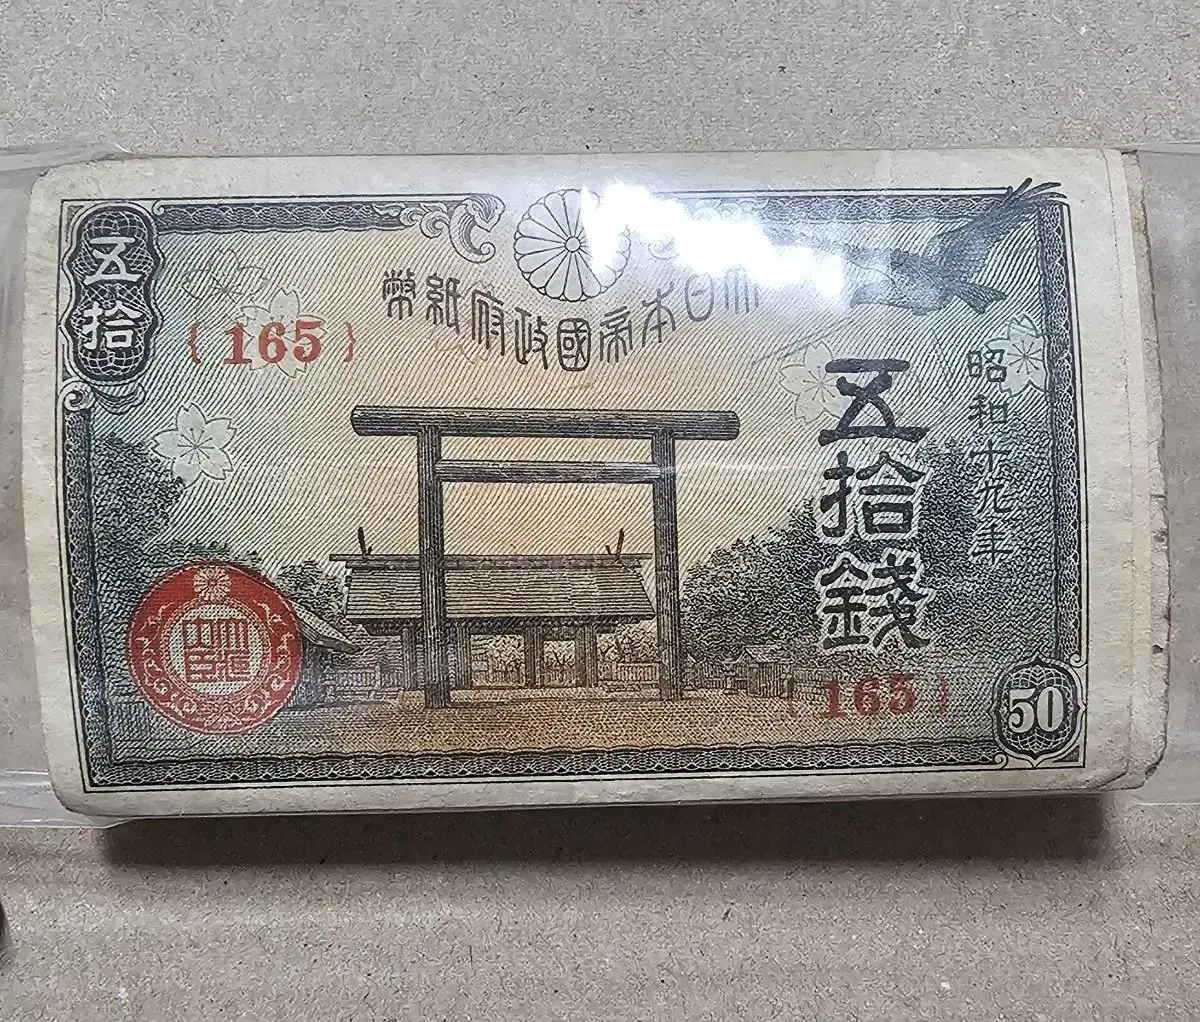 大日本帝國政府紙幣
五拾
{165}
昭和十九年
五拾錢
{165}
50